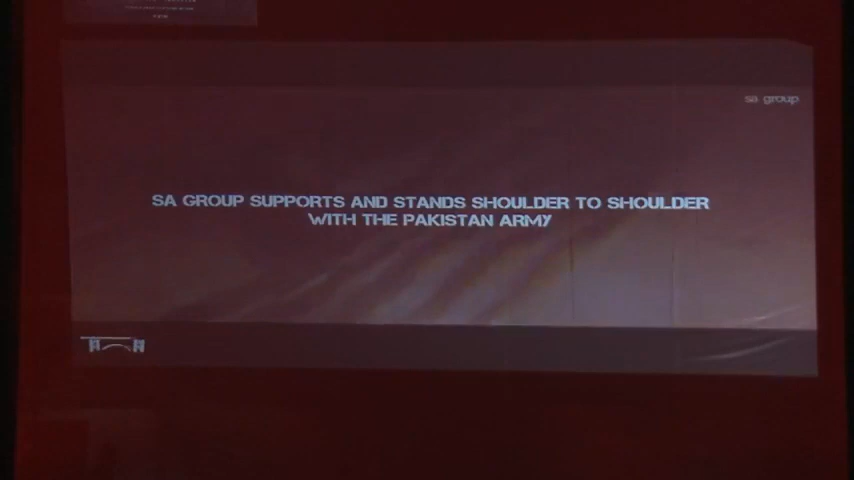 sa group
SA GROUP SUPPORTS AND STANDS SHOULDER TO SHOULDER
WITH THE PAKISTAN ARMY